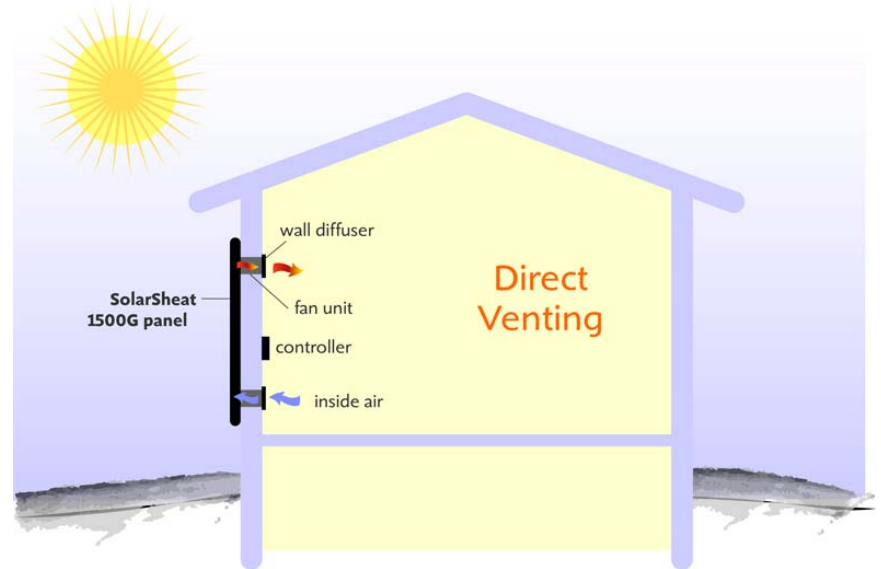 wall diffuser
Direct
Venting
SolarSheat
1500G panel
fan unit
controller
inside air